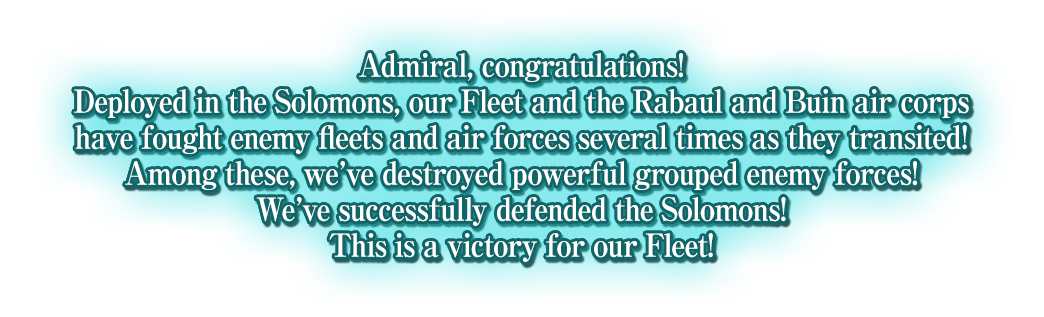 Admiral, congratulations!
Deployed in the Solomons, our Fleet and the Rabaul and Buin air corps
have fought enemy fleets and air forces several times as they transited!
Among these, we've destroyed powerful grouped enemy forces!
We've successfully defended the Solomons!
This is a victory for our Fleet!